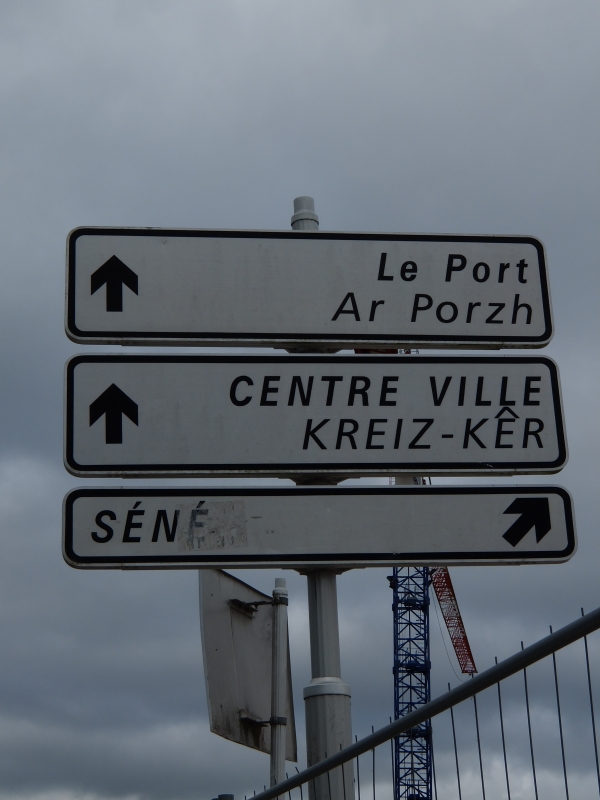 Le Port
Ar Porzh
CENTRE VILLE
KREIZ-KÊR
SÉNÉ